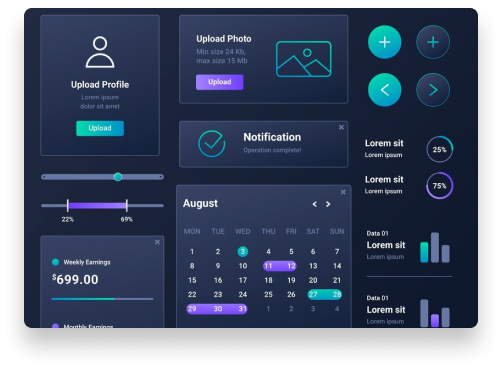 Upload Profile
Lorem ipsum
dolor sit amet
Upload
Upload Photo
Min size 24 Kb,
max size 15 Mb
Upload
Notification
Operation complete!
22%
69%
Weekly Earnings
$699.00
Monthly Earnings
August
MON TUE WED THU FRI SAT SUN
1 2 3 4 5 6 7
8 9 10 11 12 13 14
15 16 17 18 19 20 21
22 23 24 25 26 27 28
29 30 31 1 2 3 4
Lorem sit
Lorem ipsum
25%
Lorem sit
Lorem ipsum
75%
Data 01
Lorem sit
Lorem ipsum
Data 01
Lorem sit
Lorem ipsum